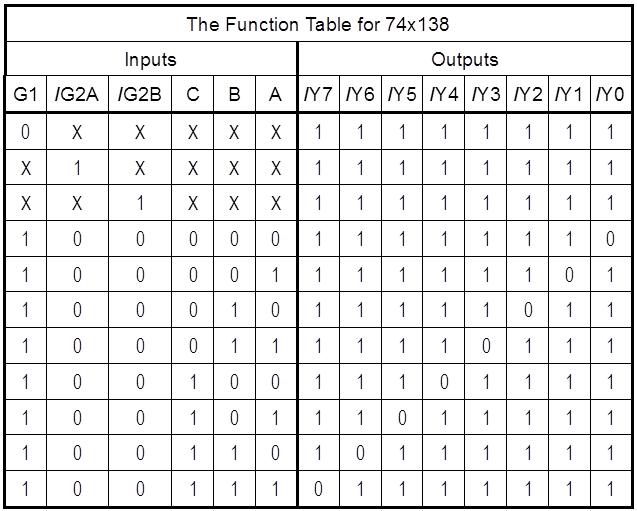 The Function Table for 74x138
Inputs Outputs
G1 /G2A /G2B C B A /Y7 /Y6 /Y5 /Y4 /Y3 /Y2 /Y1 /Y0
0 X X X X X 1 1 1 1 1 1 1 1
X 1 X X X X 1 1 1 1 1 1 1 1
X X 1 X X X 1 1 1 1 1 1 1 1
1 0 0 0 0 0 1 1 1 1 1 1 1 0
1 0 0 0 0 1 1 1 1 1 1 1 0 1
1 0 0 0 1 0 1 1 1 1 1 0 1 1
1 0 0 0 1 1 1 1 1 1 0 1 1 1
1 0 0 1 0 0 1 1 1 0 1 1 1 1
1 0 0 1 0 1 1 1 0 1 1 1 1 1
1 0 0 1 1 0 1 0 1 1 1 1 1 1
1 0 0 1 1 1 0 1 1 1 1 1 1 1